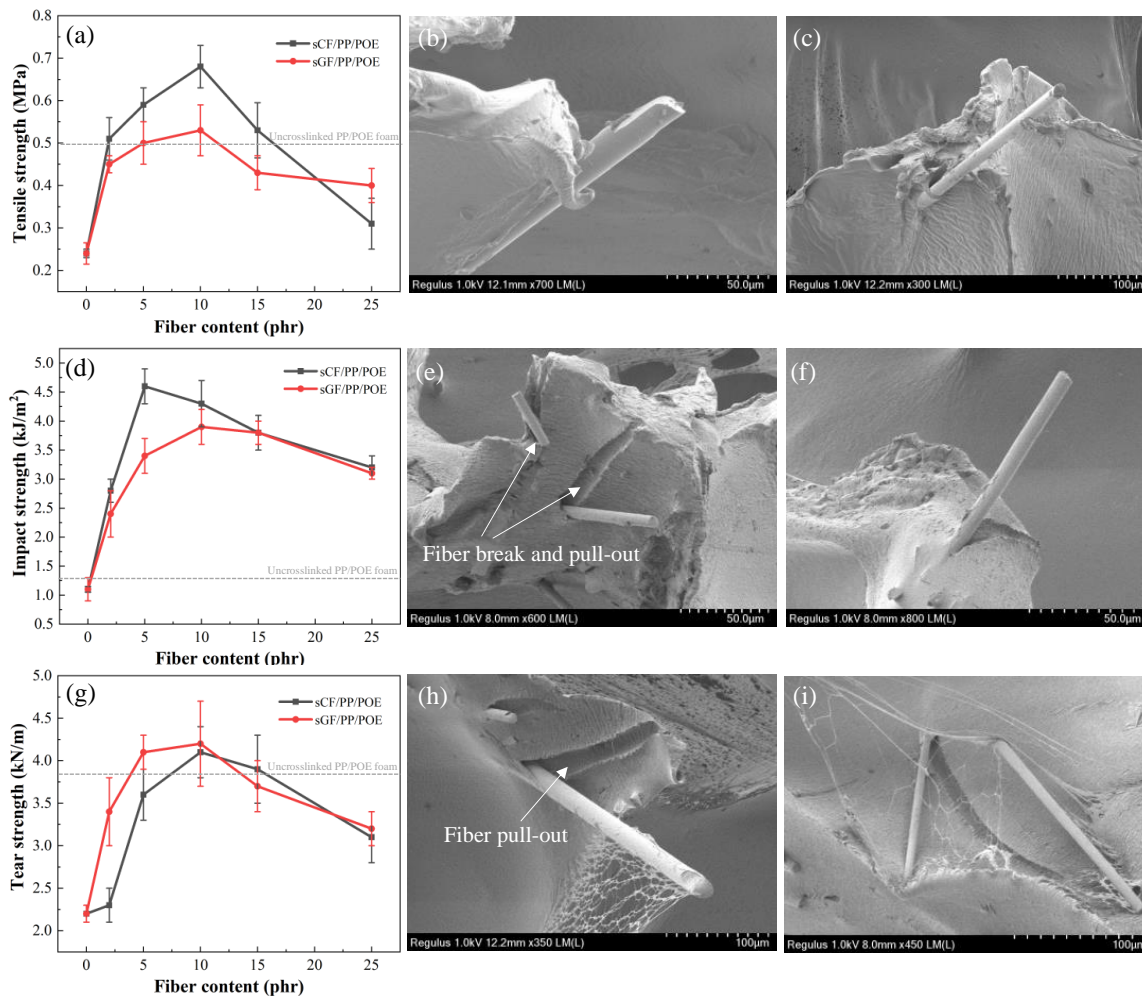 (a)
sCF/PP/POE
sGF/PP/POE
Uncrosslinked PP/POE foam
Tensile strength (MPa)
0.8
0.7
0.6
0.5
0.4
0.3
0.2
0 5 10 15 20 25
Fiber content (phr)
(b)
Regulus 1.0kV 12.1mm x700 LM(L) 50.0µm
(c)
Regulus 1.0kV 12.2mm x300 LM(L) 100µm
(d)
sCF/PP/POE
sGF/PP/POE
Uncrosslinked PP/POE foam
Impact strength (kJ/m²)
5.0
4.5
4.0
3.5
3.0
2.5
2.0
1.5
1.0
0.5
0 5 10 15 20 25
Fiber content (phr)
(e)
Fiber break and pull-out
Regulus 1.0kV 8.0mm x600 LM(L) 50.0µm
(f)
Regulus 1.0kV 8.0mm x800 LM(L) 50.0µm
(g)
sCF/PP/POE
sGF/PP/POE
Uncrosslinked PP/POE foam
Tear strength (kN/m)
5.0
4.5
4.0
3.5
3.0
2.5
2.0
0 5 10 15 20 25
Fiber content (phr)
(h)
Fiber pull-out
Regulus 1.0kV 12.2mm x350 LM(L) 100µm
(i)
Regulus 1.0kV 8.0mm x450 LM(L) 100µm